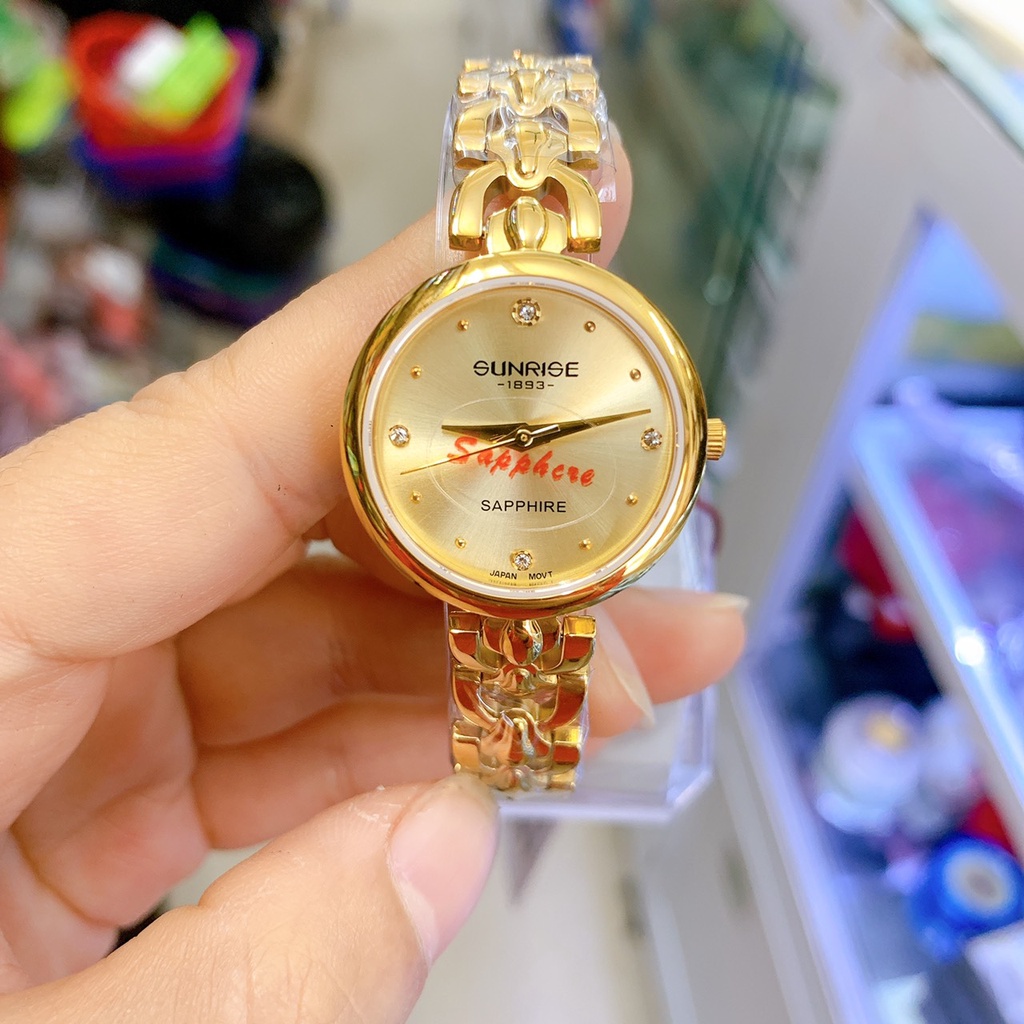 SUNRISE
-1893-
Sapphere
SAPPHIRE
JAPAN MOVT